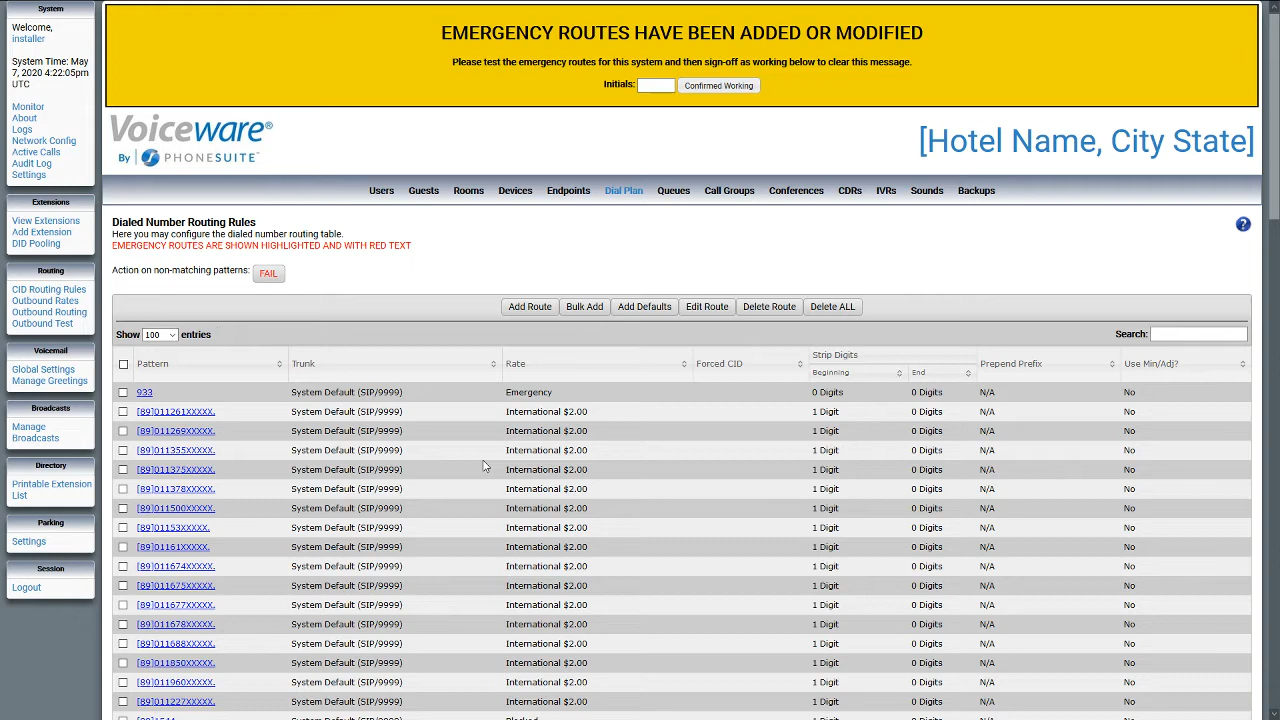 System
Welcome,
installer
System Time: May
7, 2020 4:22:05pm
UTC
Monitor
About
Logs
Network Config
Active Calls
Audit Log
Settings
Extensions
View Extensions
Add Extension
DID Pooling
Routing
CID Routing Rules
Outbound Rates
Outbound Routing
Outbound Test
Voicemail
Global Settings
Manage Greetings
Broadcasts
Manage
Broadcasts
Directory
Printable Extension
List
Parking
Settings
Session
Logout
EMERGENCY ROUTES HAVE BEEN ADDED OR MODIFIED
Please test the emergency routes for this system and then sign-off as working below to clear this message.
Initials: Confirmed Working
Voiceware®
By PHONESUITE™
[Hotel Name, City State]
Users Guests Rooms Devices Endpoints Dial Plan Queues Call Groups Conferences CDRs IVRs Sounds Backups
Dialed Number Routing Rules
Here you may configure the dialed number routing table.
EMERGENCY ROUTES ARE SHOWN HIGHLIGHTED AND WITH RED TEXT
?
Action on non-matching patterns: FAIL
Add Route Bulk Add Add Defaults Edit Route Delete Route Delete ALL
Show 100 entries Search:
Pattern Trunk Rate Forced CID Strip Digits Beginning End Prepend Prefix Use Min/Adj?
933 System Default (SIP/9999) Emergency 0 Digits 0 Digits N/A No
[89]011261XXXXX. System Default (SIP/9999) International $2.00 1 Digit 0 Digits N/A No
[89]011269XXXXX. System Default (SIP/9999) International $2.00 1 Digit 0 Digits N/A No
[89]011355XXXXX. System Default (SIP/9999) International $2.00 1 Digit 0 Digits N/A No
[89]011375XXXXX. System Default (SIP/9999) International $2.00 1 Digit 0 Digits N/A No
[89]011378XXXXX. System Default (SIP/9999) International $2.00 1 Digit 0 Digits N/A No
[89]011500XXXXX. System Default (SIP/9999) International $2.00 1 Digit 0 Digits N/A No
[89]01153XXXXX. System Default (SIP/9999) International $2.00 1 Digit 0 Digits N/A No
[89]01161XXXXX. System Default (SIP/9999) International $2.00 1 Digit 0 Digits N/A No
[89]011674XXXXX. System Default (SIP/9999) International $2.00 1 Digit 0 Digits N/A No
[89]011675XXXXX. System Default (SIP/9999) International $2.00 1 Digit 0 Digits N/A No
[89]011677XXXXX. System Default (SIP/9999) International $2.00 1 Digit 0 Digits N/A No
[89]011678XXXXX. System Default (SIP/9999) International $2.00 1 Digit 0 Digits N/A No
[89]011688XXXXX. System Default (SIP/9999) International $2.00 1 Digit 0 Digits N/A No
[89]011850XXXXX. System Default (SIP/9999) International $2.00 1 Digit 0 Digits N/A No
[89]011960XXXXX. System Default (SIP/9999) International $2.00 1 Digit 0 Digits N/A No
[89]011227XXXXX. System Default (SIP/9999) International $2.00 1 Digit 0 Digits N/A No